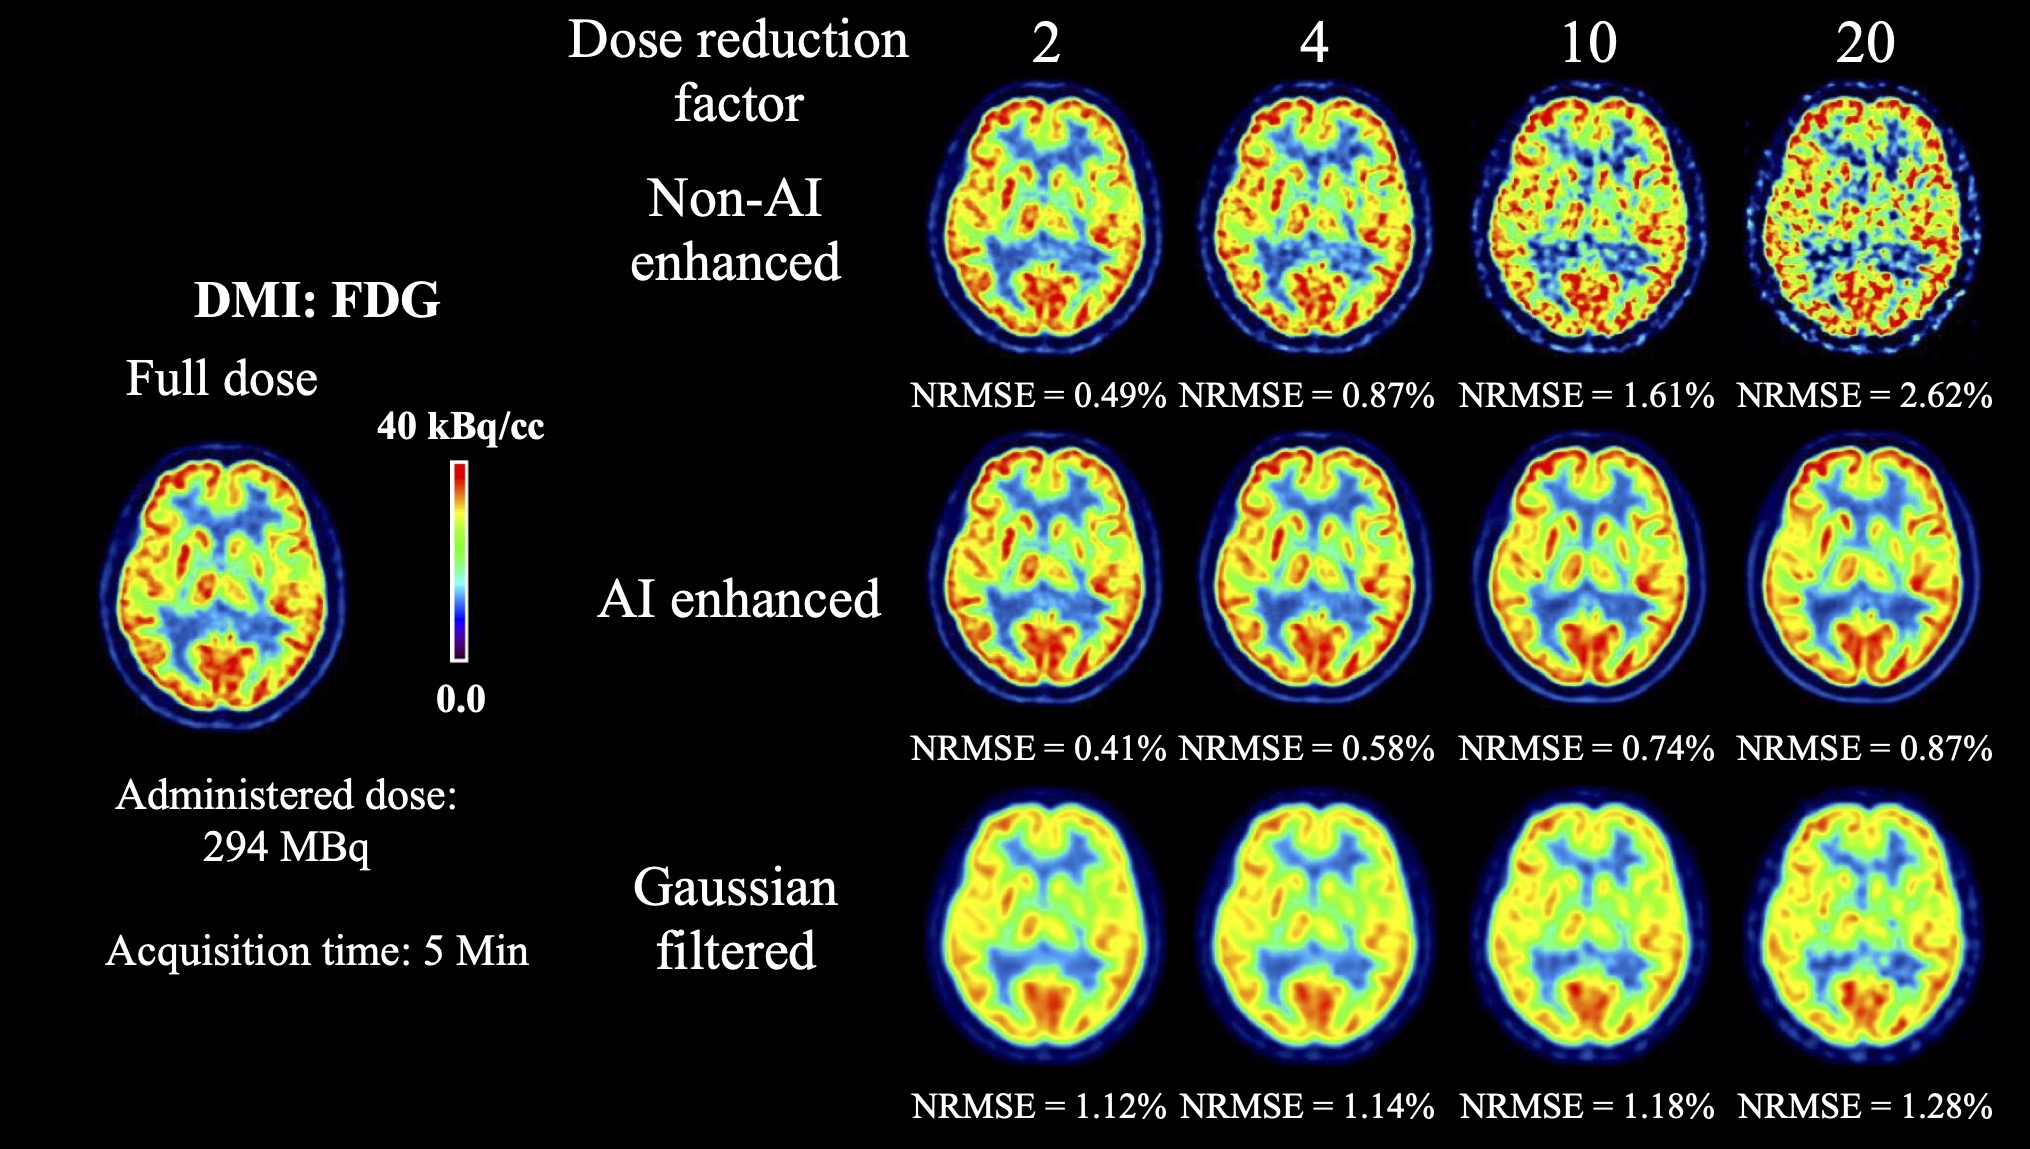 Dose reduction
factor
2 4 10 20
Non-AI
enhanced
NRMSE = 0.49% NRMSE = 0.87% NRMSE = 1.61% NRMSE = 2.62%
DMI: FDG
Full dose
40 kBq/cc
0.0
Administered dose:
294 MBq
Acquisition time: 5 Min
AI enhanced
NRMSE = 0.41% NRMSE = 0.58% NRMSE = 0.74% NRMSE = 0.87%
Gaussian
filtered
NRMSE = 1.12% NRMSE = 1.14% NRMSE = 1.18% NRMSE = 1.28%